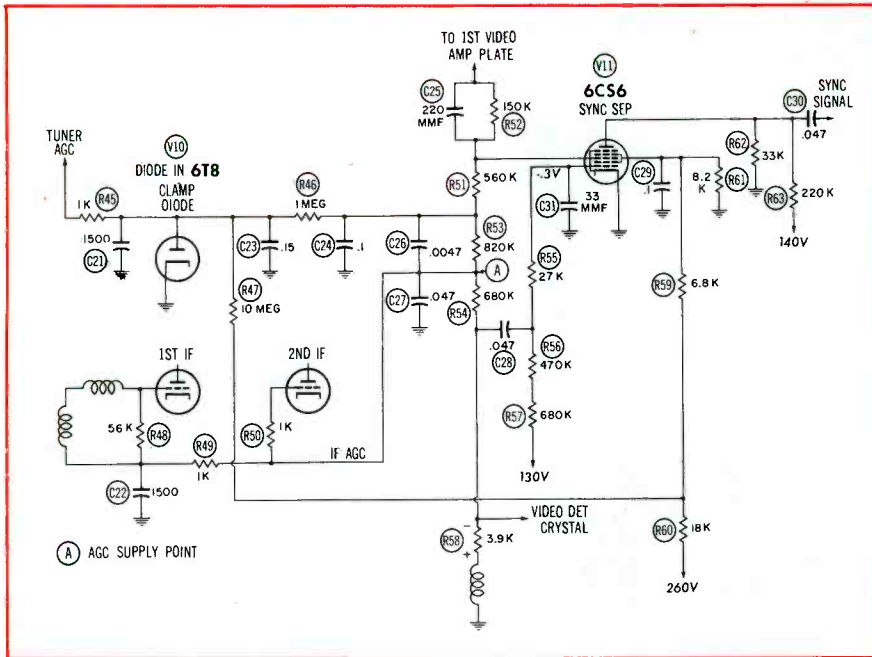 TO 1ST VIDEO
AMP PLATE
C25
220
MMF
150K
R52
V11
6CS6
SYNC SEP
C30
SYNC
SIGNAL
.047
TUNER
AGC
V10
DIODE IN 6T8
CLAMP
DIODE
R45
1K
R46
1 MEG
R51
560K
.3V
C31
33
MMF
C29
.1
8.2
K
R61
R62
33K
R63
220K
140V
1500
C21
C23
.15
C24
.1
C26
.0047
R53
820K
A
R55
27K
R59
6.8K
R47
10 MEG
C27
.047
680K
R54
.047
C28
R56
470K
1ST IF
2ND IF
56K
R48
R49
1K
R50
1K
IF AGC
R57
680K
130V
C22
1500
VIDEO DET
CRYSTAL
R58
−
+
3.9K
R60
18K
260V
A AGC SUPPLY POINT